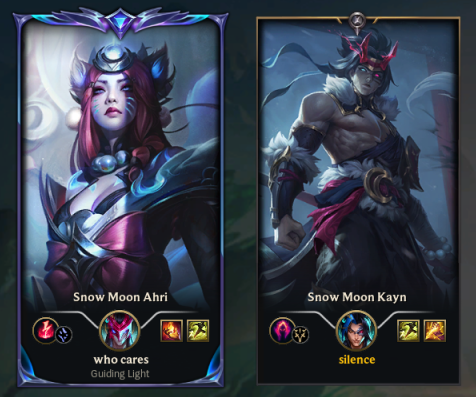 Snow Moon Ahri
who cares
Guiding Light
Snow Moon Kayn
silence